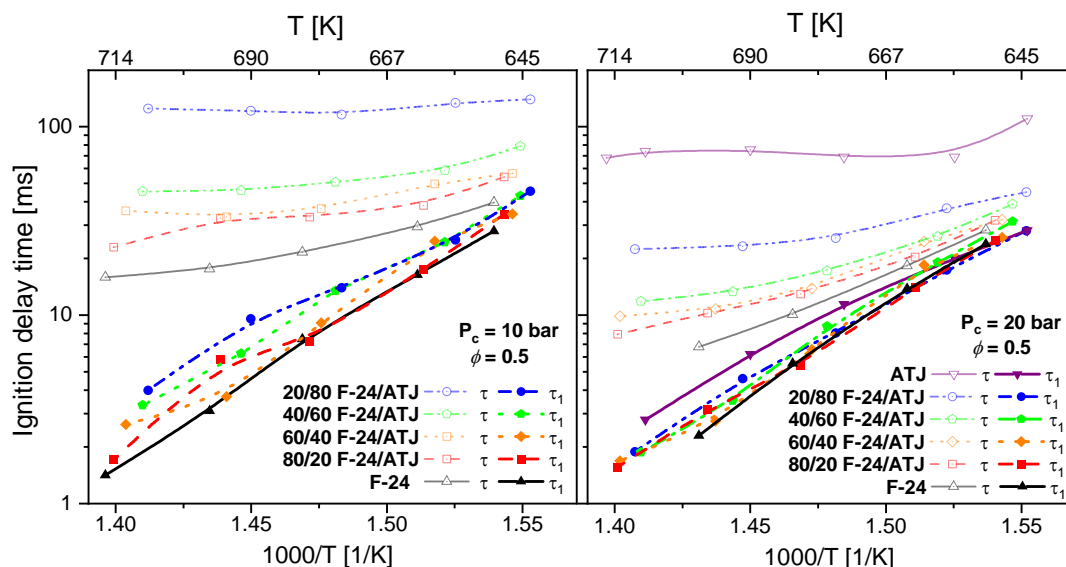 T [K]
714 690 667 645
Ignition delay time [ms]
100
10
1
P_c = 10 bar
ϕ = 0.5
20/80 F-24/ATJ τ τ₁
40/60 F-24/ATJ τ τ₁
60/40 F-24/ATJ τ τ₁
80/20 F-24/ATJ τ τ₁
F-24 τ τ₁
1.40 1.45 1.50 1.55
1000/T [1/K]
T [K]
714 690 667 645
P_c = 20 bar
ϕ = 0.5
ATJ τ τ₁
20/80 F-24/ATJ τ τ₁
40/60 F-24/ATJ τ τ₁
60/40 F-24/ATJ τ τ₁
80/20 F-24/ATJ τ τ₁
F-24 τ τ₁
1.40 1.45 1.50 1.55
1000/T [1/K]